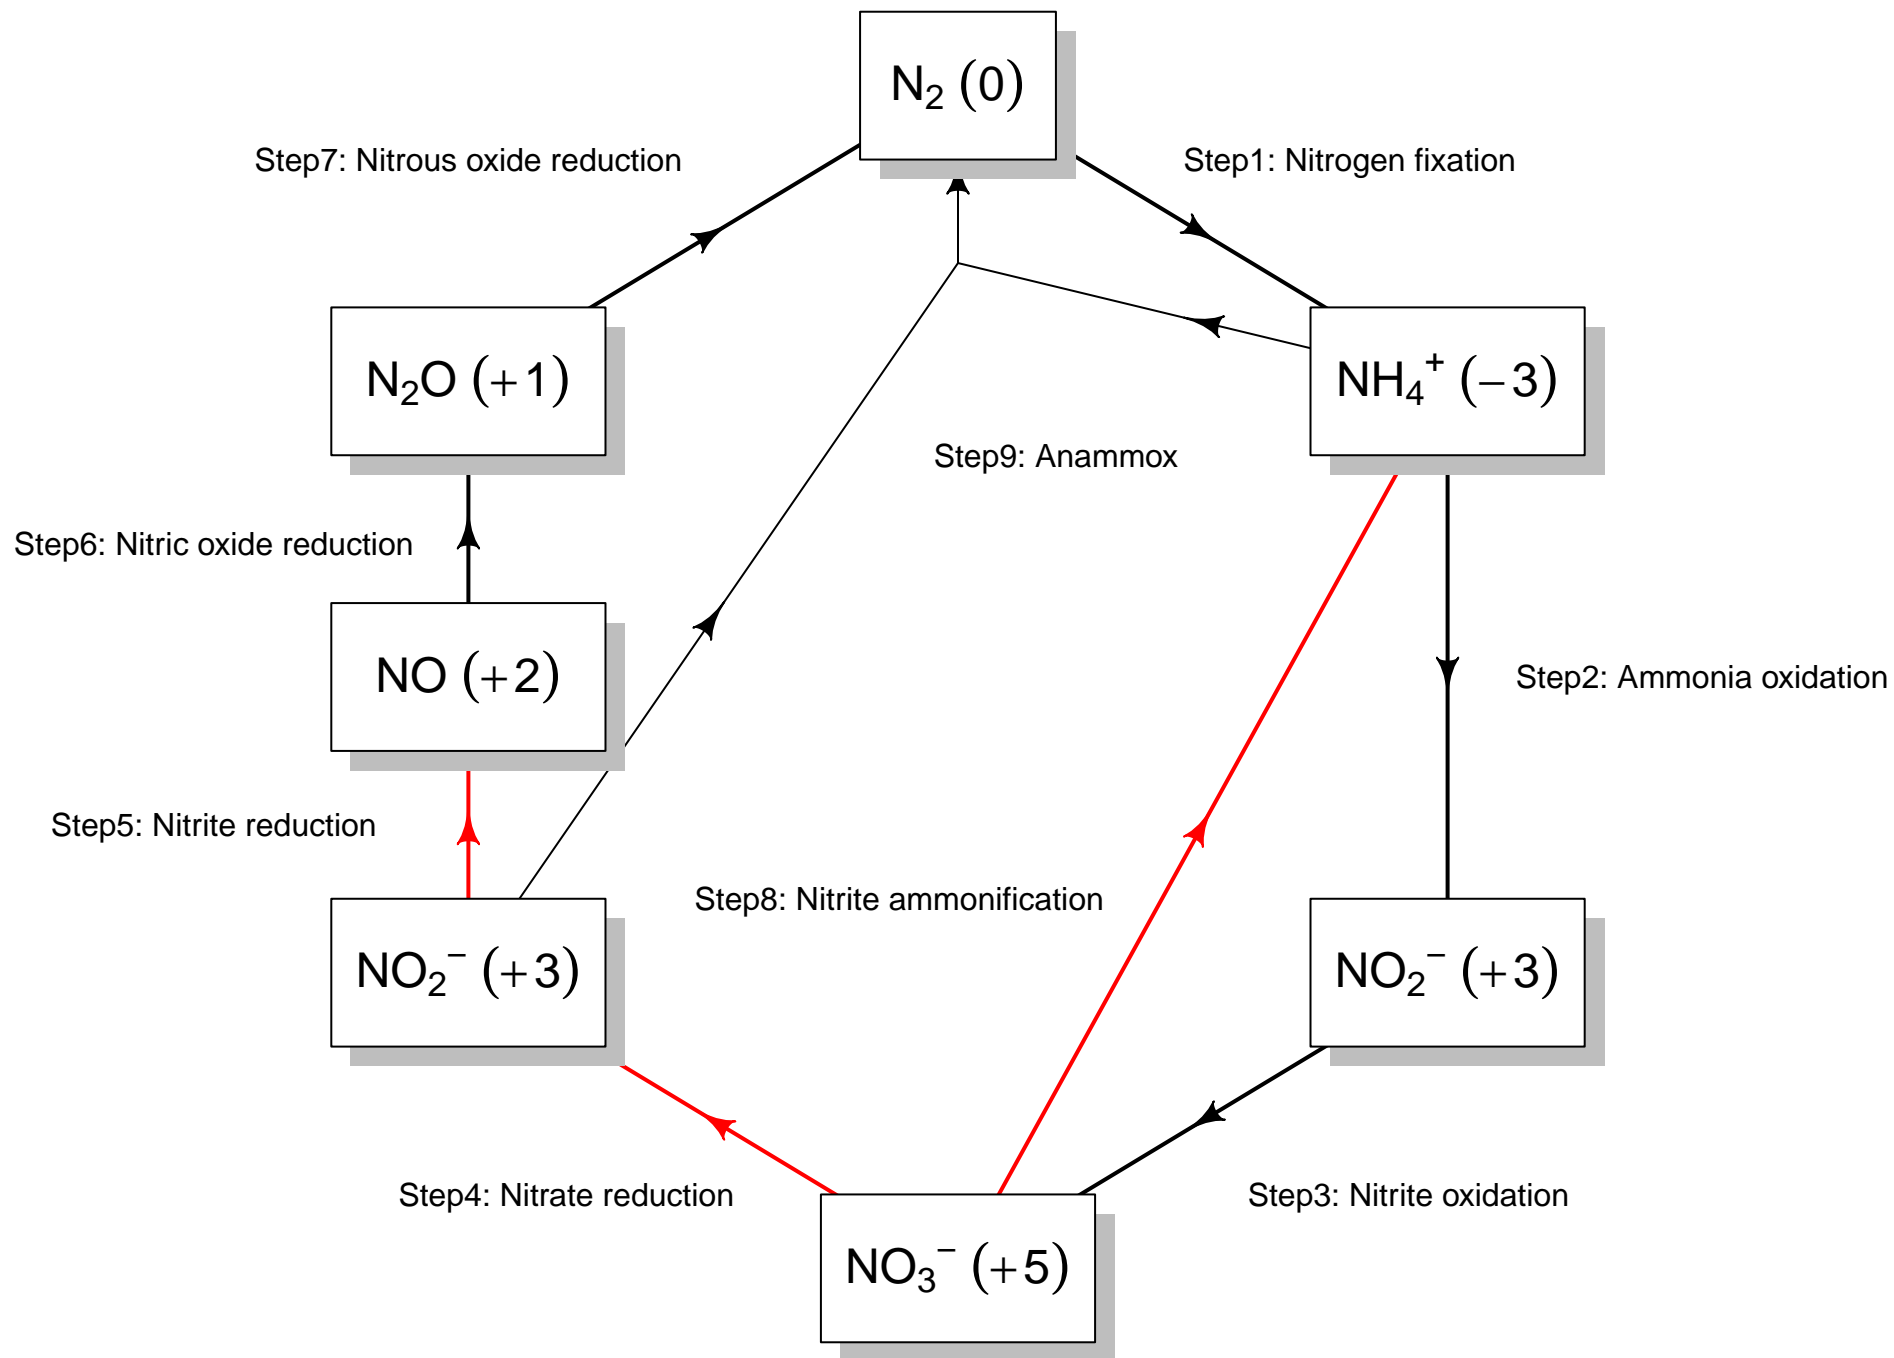 N₂ (0)
Step7: Nitrous oxide reduction
Step1: Nitrogen fixation
N₂O (+1)
NH₄⁺ (−3)
Step9: Anammox
Step6: Nitric oxide reduction
NO (+2)
Step2: Ammonia oxidation
Step5: Nitrite reduction
Step8: Nitrite ammonification
NO₂⁻ (+3)
NO₂⁻ (+3)
Step4: Nitrate reduction
Step3: Nitrite oxidation
NO₃⁻ (+5)